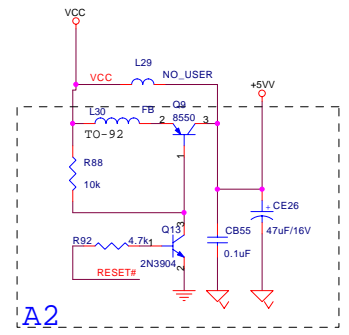 VCC
L29
VCC
NO_USER
+5VV
L30
FB
Q9
TO-92
2
8550
3
1
R88
10k
Q13
3
CE26
+
R92
4.7k
1
CB55
47uF/16V
2N3904
2
0.1uF
RESET#
A2